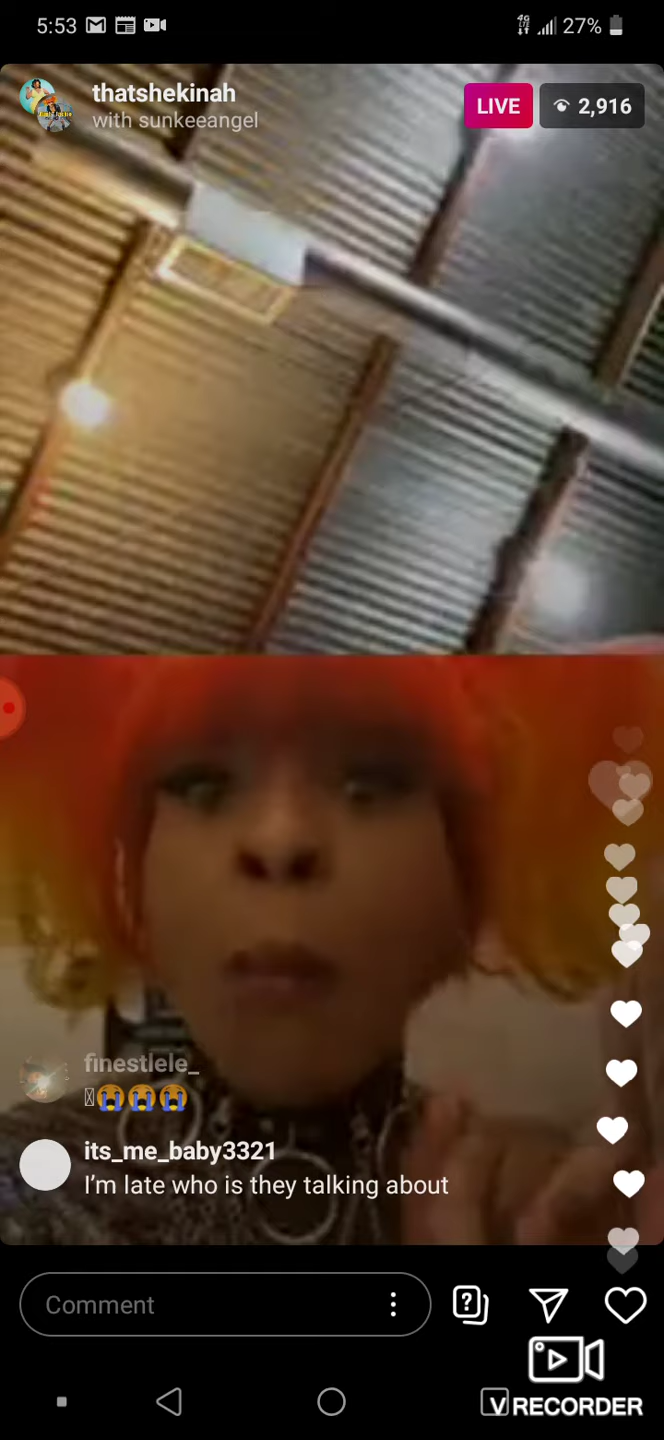 5:53
4G
27%
thatshekinah
with sunkeeangel
LIVE
2,916
finestlele_
😭😭😭
its_me_baby3321
I'm late who is they talking about
Comment
V RECORDER